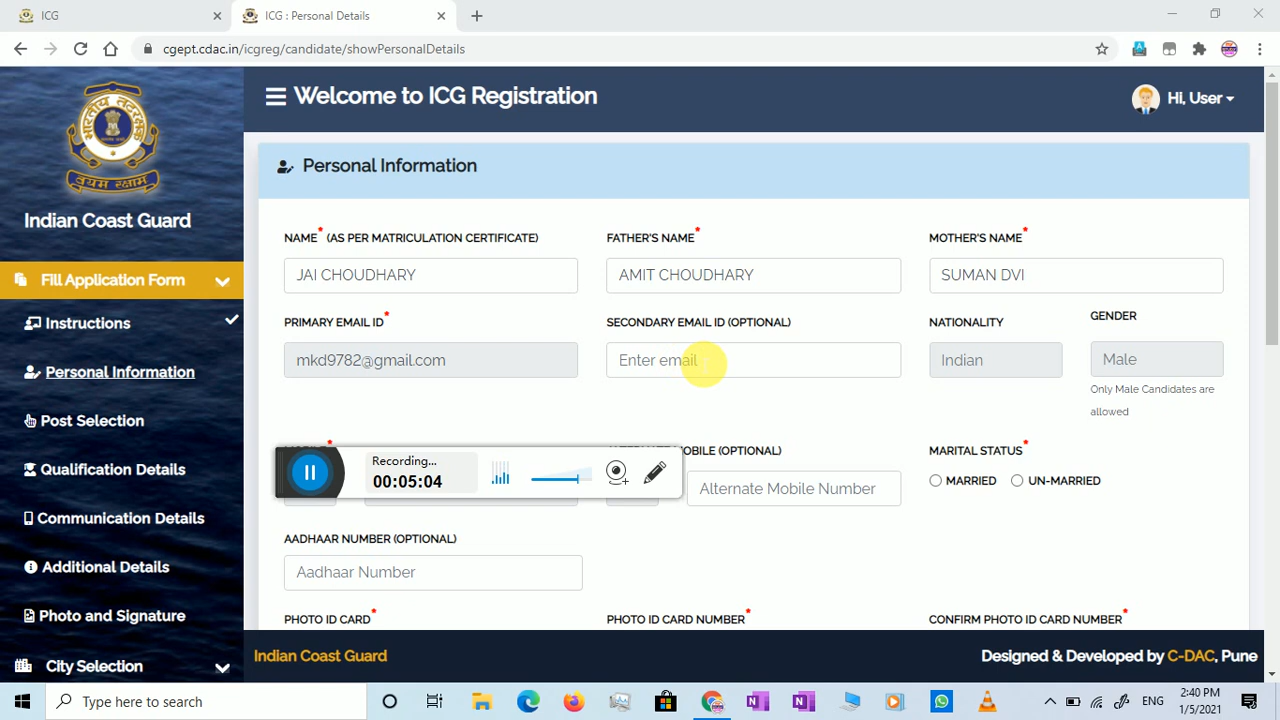 ICG
ICG : Personal Details
cgept.cdac.in/icgreg/candidate/showPersonalDetails
भारतीय तटरक्षक
वयम रक्षामः
Indian Coast Guard
Fill Application Form
Instructions
Personal Information
Post Selection
Qualification Details
Communication Details
Additional Details
Photo and Signature
City Selection
Welcome to ICG Registration
Hi, User
Personal Information
NAME* (AS PER MATRICULATION CERTIFICATE)
FATHER'S NAME*
MOTHER'S NAME*
JAI CHOUDHARY
AMIT CHOUDHARY
SUMAN DVI
PRIMARY EMAIL ID*
SECONDARY EMAIL ID (OPTIONAL)
NATIONALITY
GENDER
mkd9782@gmail.com
Enter email
Indian
Male
Only Male Candidates are
allowed
MOBILE (OPTIONAL)
MARITAL STATUS*
Recording...
00:05:04
Alternate Mobile Number
MARRIED
UN-MARRIED
AADHAAR NUMBER (OPTIONAL)
Aadhaar Number
PHOTO ID CARD*
PHOTO ID CARD NUMBER*
CONFIRM PHOTO ID CARD NUMBER*
Indian Coast Guard
Designed & Developed by C-DAC, Pune
Type here to search
ENG
2:40 PM
1/5/2021